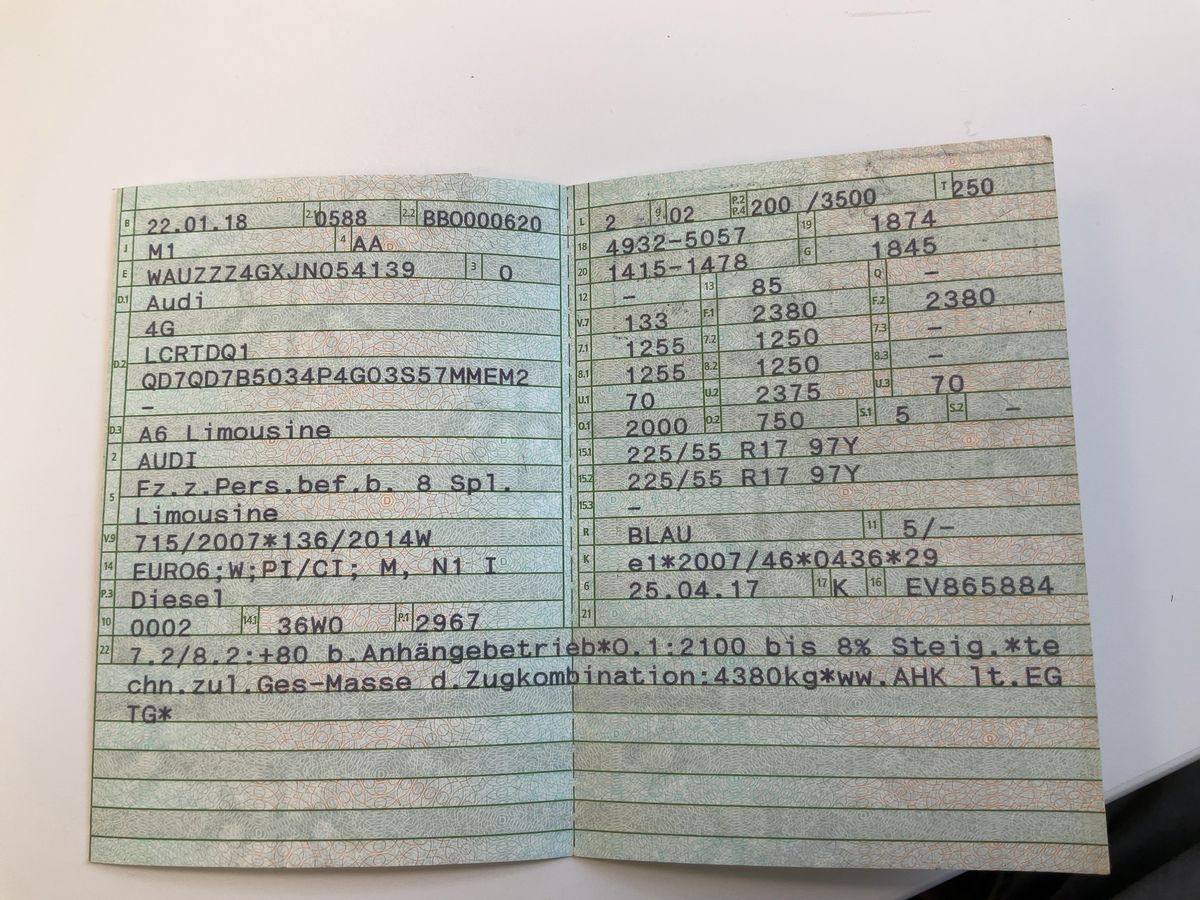 B 22.01.18 2.1 0588 2.2 BBO000620
J M1 4 AA
E WAUZZZ4GXJN054139 3 0
D.1 Audi
4G
D.2 LCRTDQ1
QD7QD7B5034P4G03S57MMEM2
–
D.3 A6 Limousine
2 AUDI
5 Fz.z.Pers.bef.b. 8 Spl.
Limousine
V.9 715/2007*136/2014W
14 EURO6;W;PI/CI; M, N1 I
P.3 Diesel
10 0002 14.1 36W0 P.1 2967
L 2 9 02 P.2 P.4 200 /3500 T 250
18 4932-5057 19 1874
20 1415-1478 G 1845
12 – 13 85 Q –
V.7 133 F.1 2380 F.2 2380
7.1 1255 7.2 1250 7.3 –
8.1 1255 8.2 1250 8.3 –
U.1 70 U.2 2375 U.3 70
O.1 2000 O.2 750 S.1 5 S.2 –
15.1 225/55 R17 97Y
15.2 225/55 R17 97Y
15.3 –
R BLAU 11 5/–
K e1*2007/46*0436*29
6 25.04.17 17 K 16 EV865884
21
22 7.2/8.2:+80 b.Anhängebetrieb*O.1:2100 bis 8% Steig.*te
chn.zul.Ges-Masse d.Zugkombination:4380kg*ww.AHK lt.EG
TG*